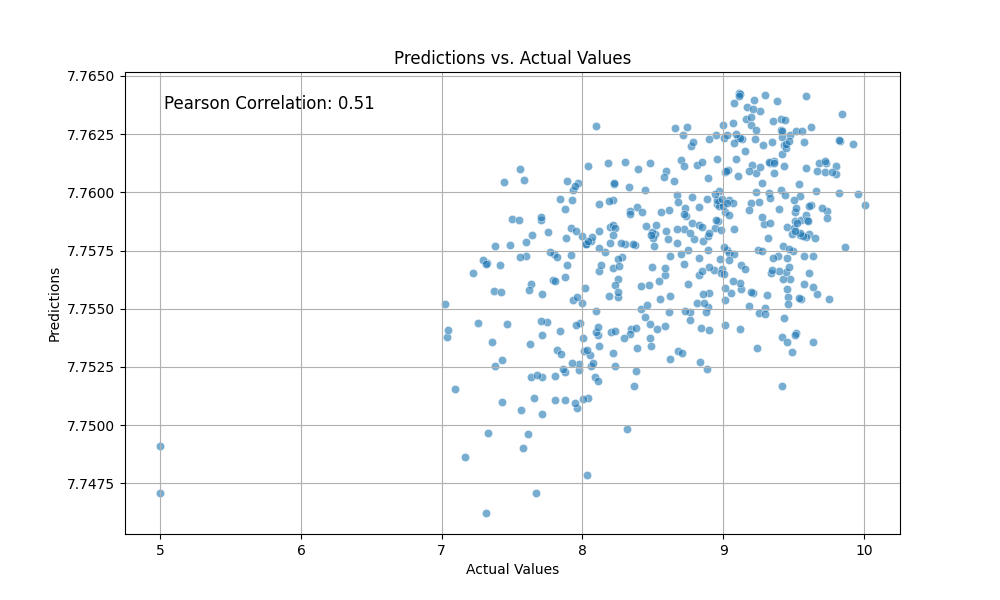 Predictions vs. Actual Values
Pearson Correlation: 0.51
7.7650
7.7625
7.7600
7.7575
7.7550
7.7525
7.7500
7.7475
Predictions
5 6 7 8 9 10
Actual Values